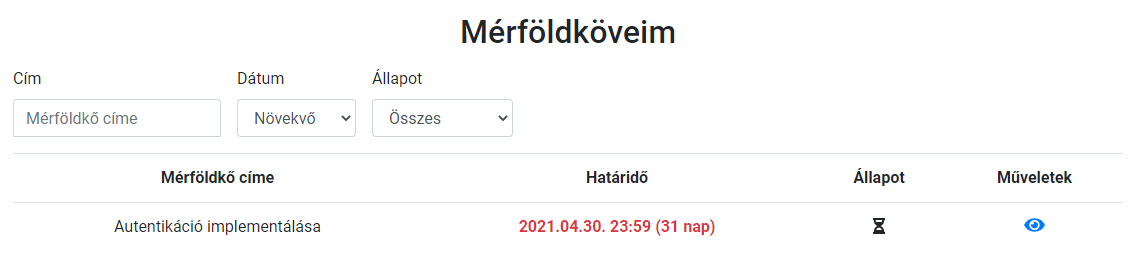 Mérföldköveim
Cím Dátum Állapot
Mérföldkő címe Növekvő Összes
Mérföldkő címe Határidő Állapot Műveletek
Autentikáció implementálása 2021.04.30. 23:59 (31 nap)